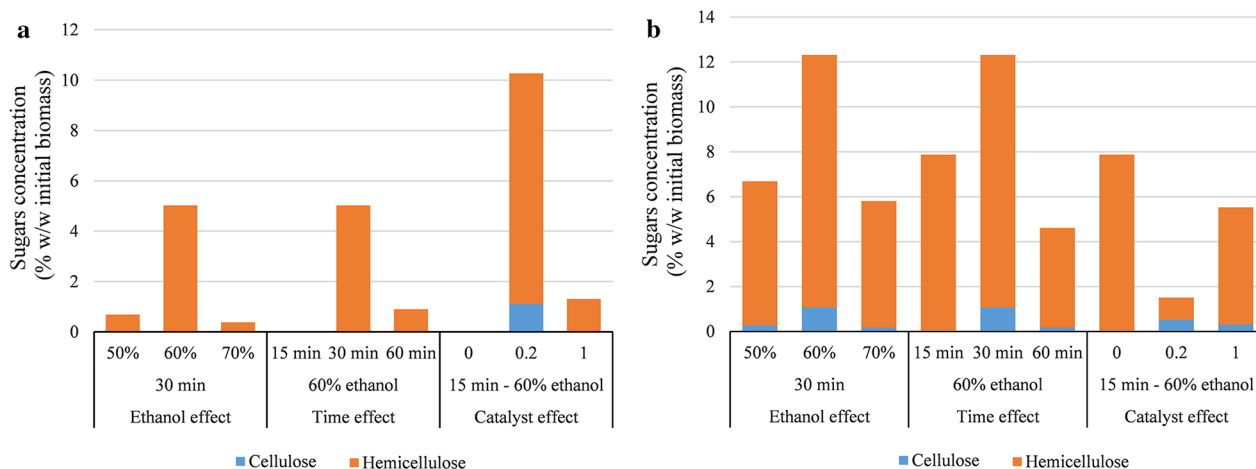 a
Sugars concentration
(% w/w initial biomass)
12
10
8
6
4
2
0
50% 60% 70% 15 min 30 min 60 min 0 0.2 1
30 min 60% ethanol 15 min - 60% ethanol
Ethanol effect Time effect Catalyst effect
Cellulose Hemicellulose
b
Sugars concentration
(% w/w initial biomass)
14
12
10
8
6
4
2
0
50% 60% 70% 15 min 30 min 60 min 0 0.2 1
30 min 60% ethanol 15 min - 60% ethanol
Ethanol effect Time effect Catalyst effect
Cellulose Hemicellulose